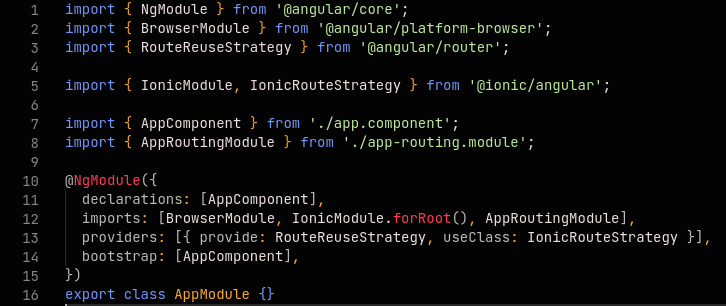 1 import { NgModule } from '@angular/core';
2 import { BrowserModule } from '@angular/platform-browser';
3 import { RouteReuseStrategy } from '@angular/router';
4
5 import { IonicModule, IonicRouteStrategy } from '@ionic/angular';
6
7 import { AppComponent } from './app.component';
8 import { AppRoutingModule } from './app-routing.module';
9
10 @NgModule({
11   declarations: [AppComponent],
12   imports: [BrowserModule, IonicModule.forRoot(), AppRoutingModule],
13   providers: [{ provide: RouteReuseStrategy, useClass: IonicRouteStrategy }],
14   bootstrap: [AppComponent],
15 })
16 export class AppModule {}